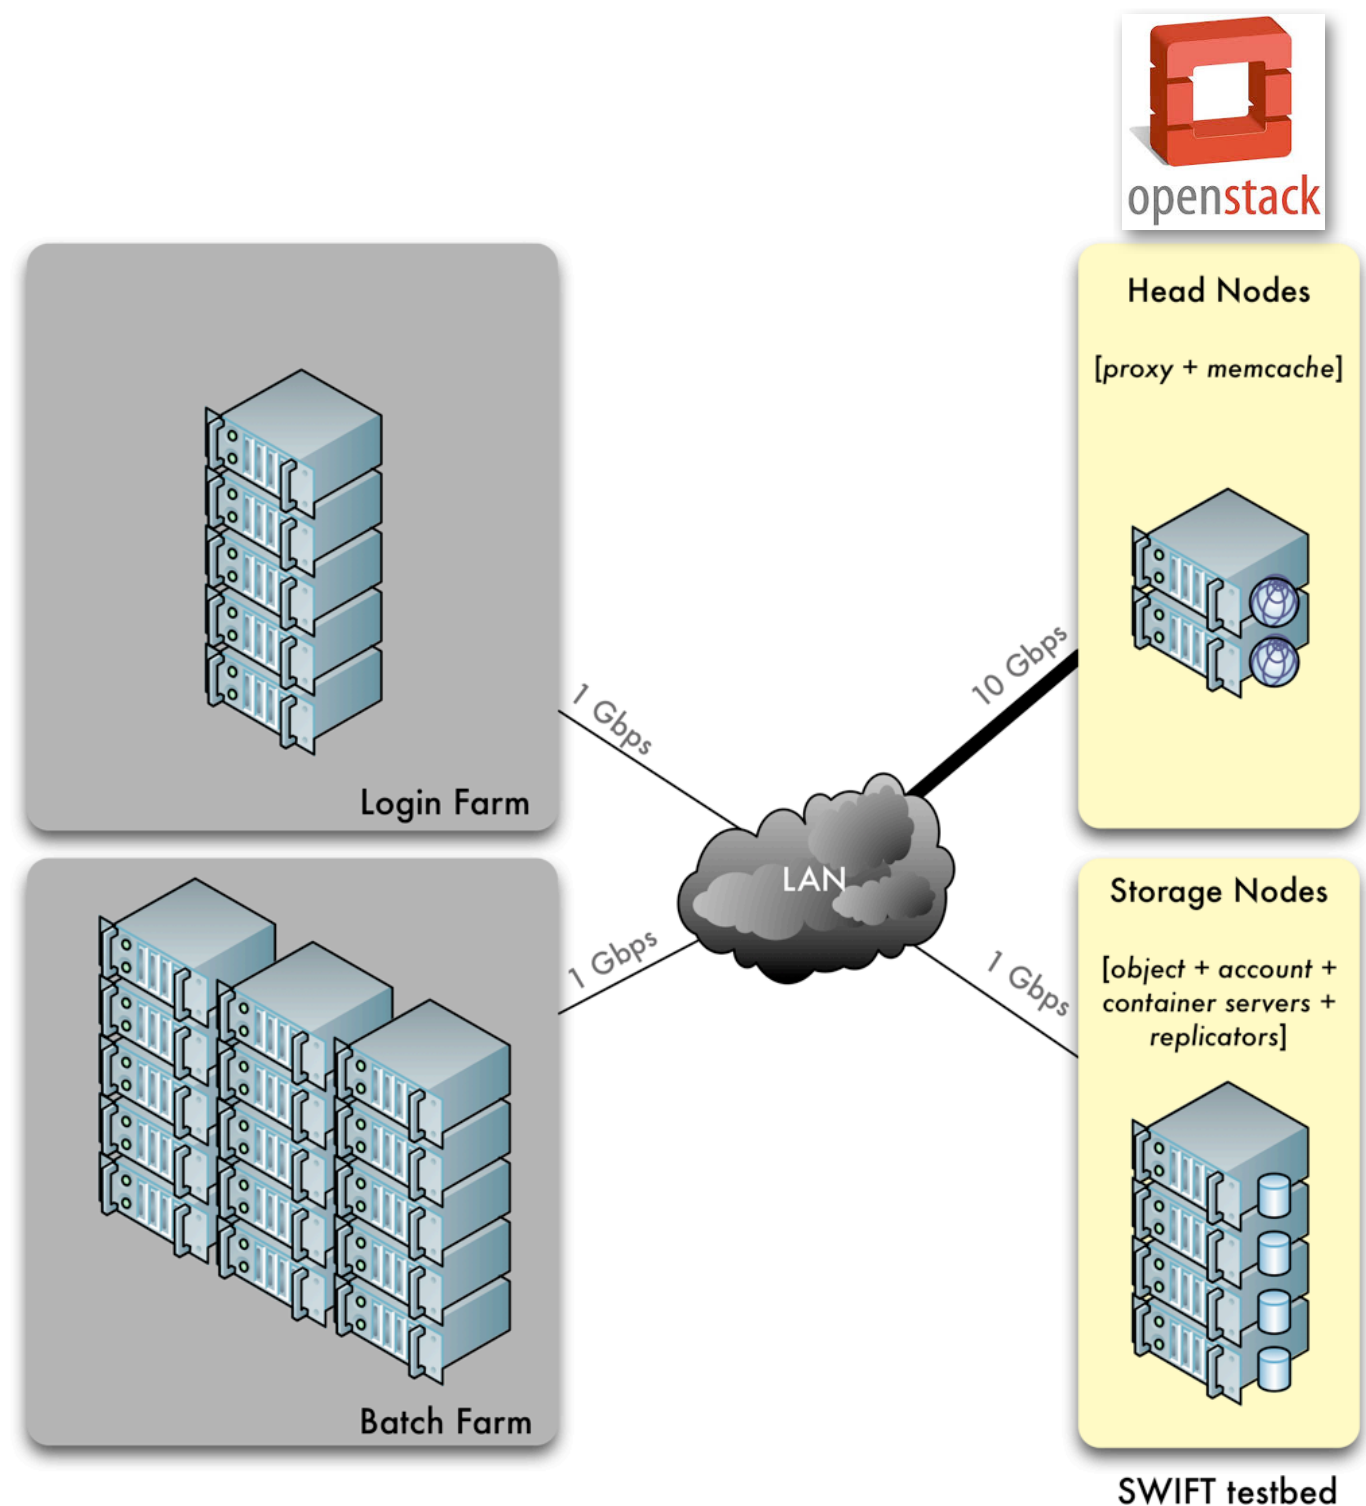 openstack
Head Nodes
[proxy + memcache]
10 Gbps
1 Gbps
Login Farm
LAN
Storage Nodes
[object + account +
container servers +
replicators]
1 Gbps
1 Gbps
Batch Farm
SWIFT testbed